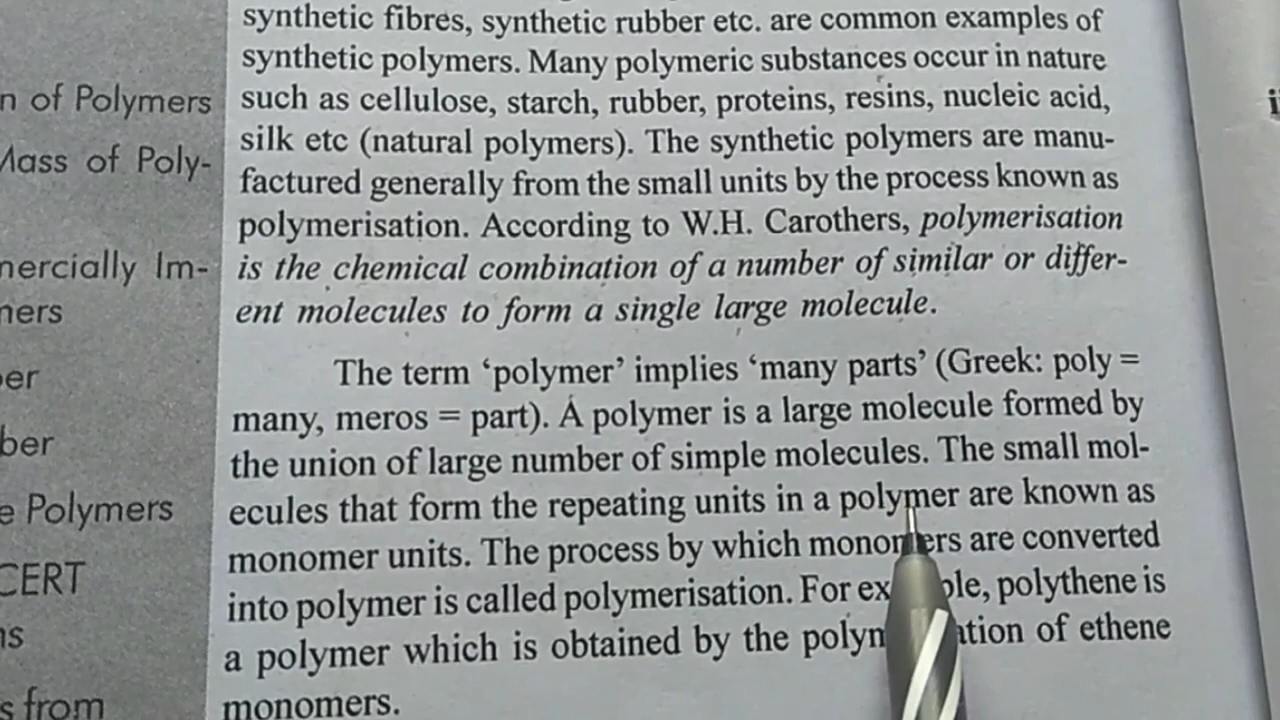 synthetic fibres, synthetic rubber etc. are common examples of
synthetic polymers. Many polymeric substances occur in nature
such as cellulose, starch, rubber, proteins, resins, nucleic acid,
silk etc (natural polymers). The synthetic polymers are manu-
factured generally from the small units by the process known as
polymerisation. According to W.H. Carothers, polymerisation
is the chemical combination of a number of similar or differ-
ent molecules to form a single large molecule.
The term ‘polymer’ implies ‘many parts’ (Greek: poly =
many, meros = part). A polymer is a large molecule formed by
the union of large number of simple molecules. The small mol-
ecules that form the repeating units in a polymer are known as
monomer units. The process by which monomers are converted
into polymer is called polymerisation. For ex ple, polythene is
a polymer which is obtained by the polym ation of ethene
monomers.
n of Polymers
Mass of Poly-
mercially Im-
mers
er
ber
e Polymers
CERT
ns
s from